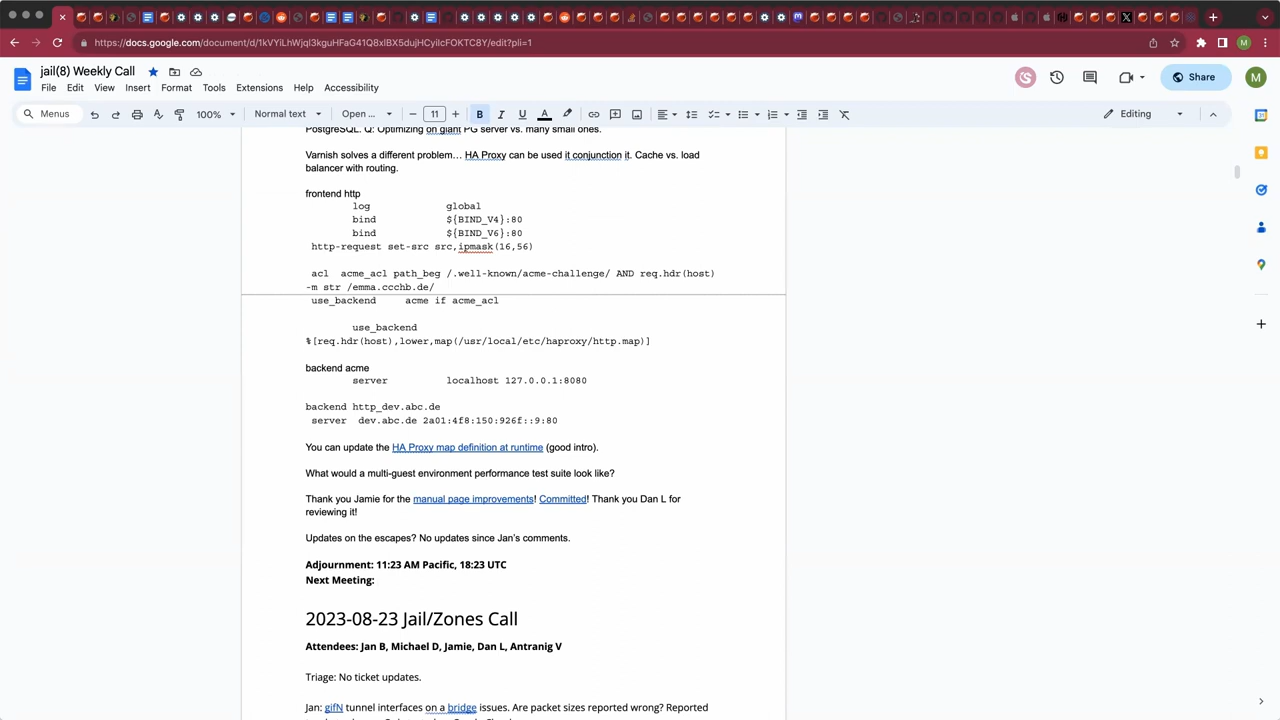 https://docs.google.com/document/d/1kVYiLhWjql3kguHFaG41Q8xlBX5dujHCyilcFOKTC8Y/edit?pli=1
jail(8) Weekly Call
File Edit View Insert Format Tools Extensions Help Accessibility
Share
M
Menus
100%
Normal text
Open ...
11
Editing
PostgreSQL. Q: Optimizing on giant PG server vs. many small ones.
Varnish solves a different problem… HA Proxy can be used it conjunction it. Cache vs. load
balancer with routing.
frontend http
log global
bind ${BIND_V4}:80
bind ${BIND_V6}:80
http-request set-src src,ipmask(16,56)
acl acme_acl path_beg /.well-known/acme-challenge/ AND req.hdr(host)
-m str /emma.ccchb.de/
use_backend acme if acme_acl
use_backend
%[req.hdr(host),lower,map(/usr/local/etc/haproxy/http.map)]
backend acme
server localhost 127.0.0.1:8080
backend http_dev.abc.de
server dev.abc.de 2a01:4f8:150:926f::9:80
You can update the HA Proxy map definition at runtime (good intro).
What would a multi-guest environment performance test suite look like?
Thank you Jamie for the manual page improvements! Committed! Thank you Dan L for
reviewing it!
Updates on the escapes? No updates since Jan's comments.
Adjournment: 11:23 AM Pacific, 18:23 UTC
Next Meeting:
2023-08-23 Jail/Zones Call
Attendees: Jan B, Michael D, Jamie, Dan L, Antranig V
Triage: No ticket updates.
Jan: gifN tunnel interfaces on a bridge issues. Are packet sizes reported wrong? Reported